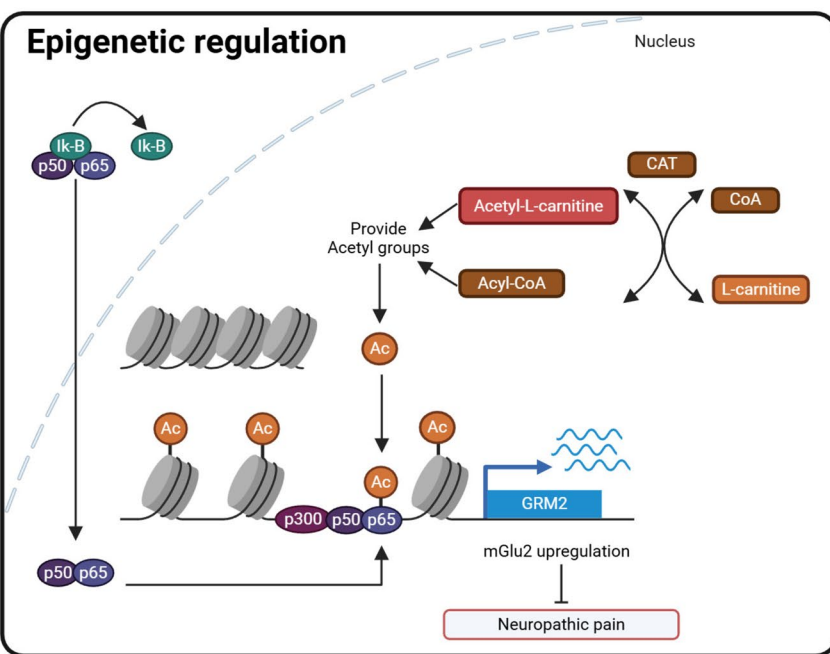 Epigenetic regulation
Nucleus
Ik-B
Ik-B
p50
p65
CAT
Acetyl-L-carnitine
CoA
Provide
Acetyl groups
Acyl-CoA
L-carnitine
Ac
Ac
Ac
Ac
Ac
p300
p50
p65
GRM2
mGlu2 upregulation
p50
p65
Neuropathic pain